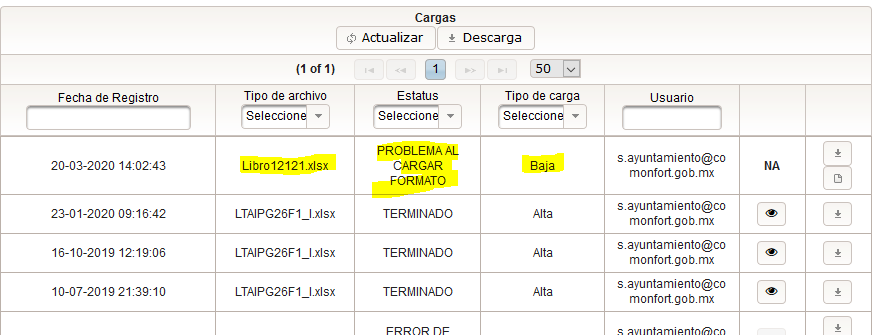 Cargas
Actualizar Descarga
(1 of 1) 1 50
Fecha de Registro Tipo de archivo Estatus Tipo de carga Usuario
Seleccione Seleccione Seleccione
20-03-2020 14:02:43 Libro12121.xlsx PROBLEMA AL CARGAR FORMATO Baja s.ayuntamiento@comonfort.gob.mx NA
23-01-2020 09:16:42 LTAIPG26F1_I.xlsx TERMINADO Alta s.ayuntamiento@comonfort.gob.mx
16-10-2019 12:19:06 LTAIPG26F1_I.xlsx TERMINADO Alta s.ayuntamiento@comonfort.gob.mx
10-07-2019 21:39:10 LTAIPG26F1_I.xlsx TERMINADO Alta s.ayuntamiento@comonfort.gob.mx
ERROR DE s.ayuntamiento@co